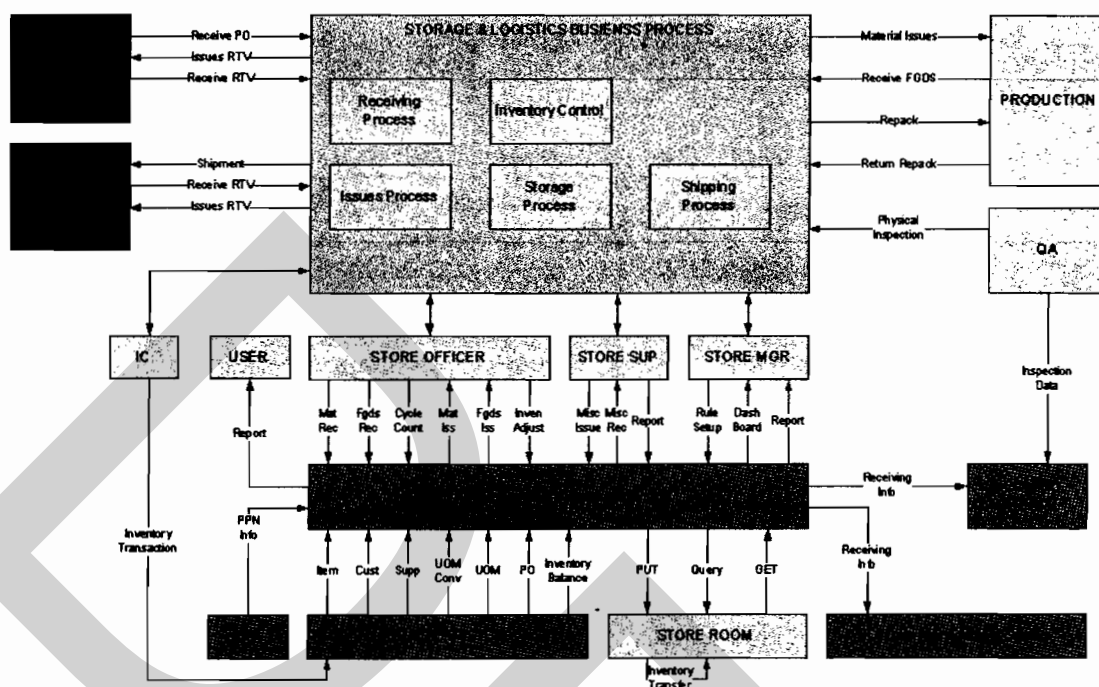 STORAGE & LOGISTICS BUSIENSS PROCESS
Receive PO
Issues RTV
Receive RTV
Shipment
Receive RTV
Issues RTV
Receiving
Process
Inventory Control
Issues Process
Storage
Process
Shipping
Process
Material Issues
Receive FGDS
Repack
Return Repack
PRODUCTION
Physical
Inspection
QA
IC
USER
STORE OFFICER
STORE SUP
STORE MGR
Inspection
Data
Report
Mat
Rec
Fgds
Rec
Cycle
Count
Mat
Iss
Fgds
Iss
Inven
Adjust
Misc
Issue
Misc
Rec
Report
Rule
Setup
Dash
Board
Report
Receiving
Info
Receiving
Info
Inventory
Transaction
PPN
Info
Item
Cust
Supp
UOM
Conv
UOM
PO
Inventory
Balance
PUT
Query
GET
STORE ROOM
Inventory
Transfer